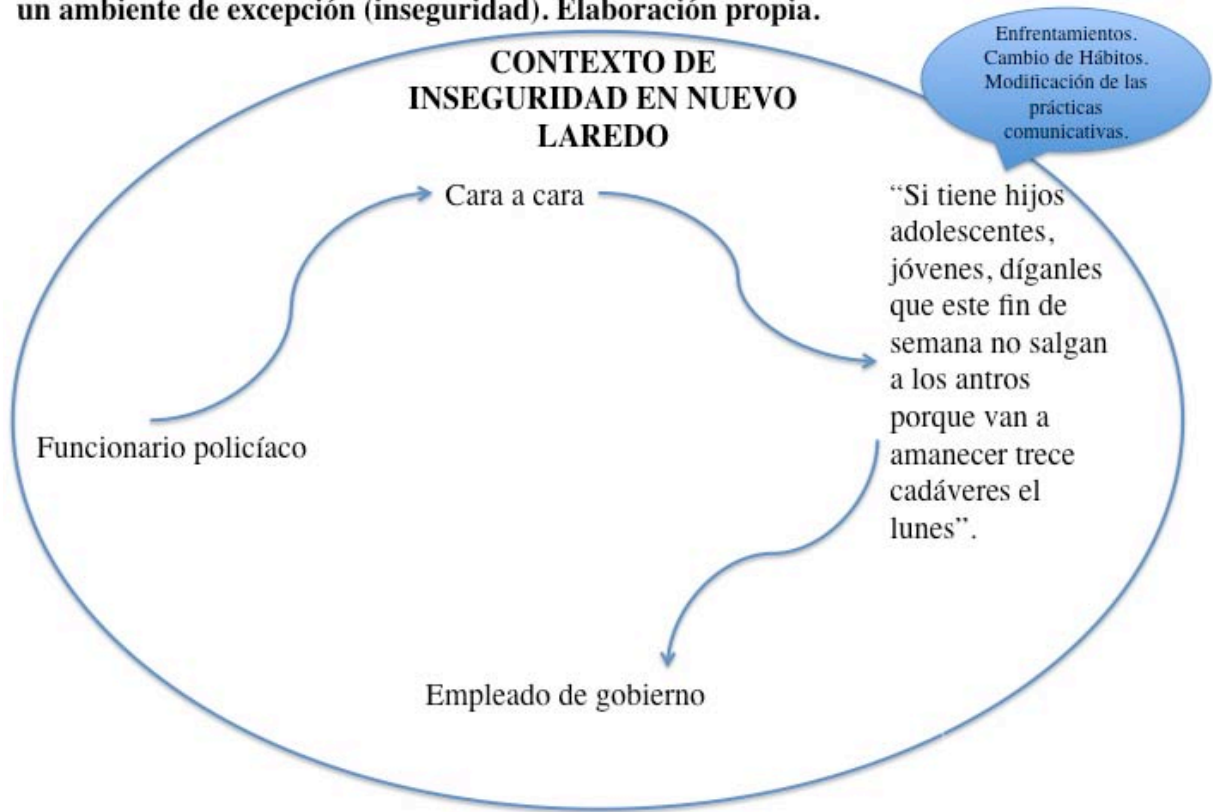 un ambiente de excepción (inseguridad). Elaboración propia.
CONTEXTO DE
INSEGURIDAD EN NUEVO
LAREDO
Enfrentamientos.
Cambio de Hábitos.
Modificación de las
prácticas
comunicativas.
Cara a cara
“Si tiene hijos
adolescentes,
jóvenes, díganles
que este fin de
semana no salgan
a los antros
porque van a
amanecer trece
cadáveres el
lunes”.
Funcionario policíaco
Empleado de gobierno